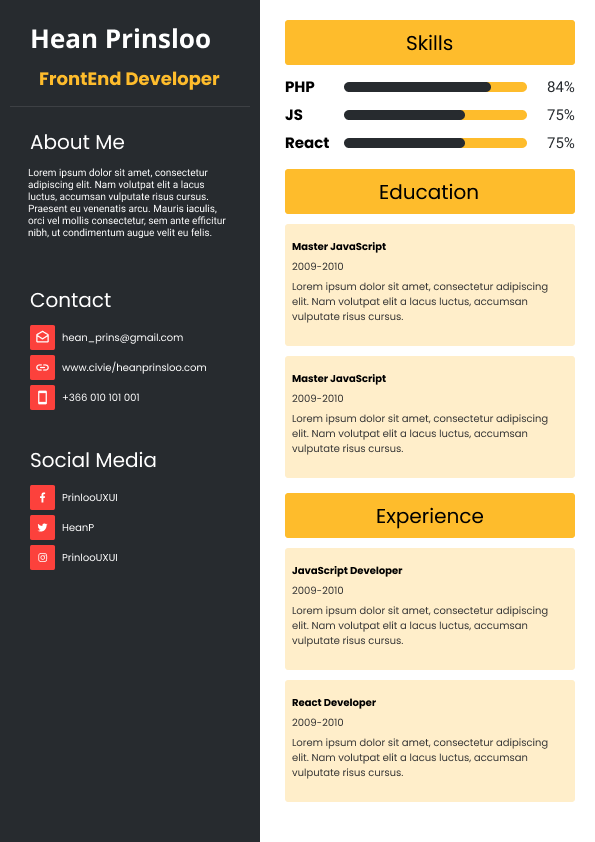 Hean Prinsloo
FrontEnd Developer
About Me
Lorem ipsum dolor sit amet, consectetur
adipiscing elit. Nam volutpat elit a lacus
luctus, accumsan vulputate risus cursus.
Praesent eu venenatis arcu. Mauris iaculis,
orci vel mollis consectetur, sem ante efficitur
nibh, ut condimentum augue velit eu felis.
Contact
hean_prins@gmail.com
www.civie/heanprinsloo.com
+366 010 101 001
Social Media
PrinlooUXUI
HeanP
PrinlooUXUI
Skills
PHP 84%
JS 75%
React 75%
Education
Master JavaScript
2009-2010
Lorem ipsum dolor sit amet, consectetur adipiscing
elit. Nam volutpat elit a lacus luctus, accumsan
vulputate risus cursus.
Master JavaScript
2009-2010
Lorem ipsum dolor sit amet, consectetur adipiscing
elit. Nam volutpat elit a lacus luctus, accumsan
vulputate risus cursus.
Experience
JavaScript Developer
2009-2010
Lorem ipsum dolor sit amet, consectetur adipiscing
elit. Nam volutpat elit a lacus luctus, accumsan
vulputate risus cursus.
React Developer
2009-2010
Lorem ipsum dolor sit amet, consectetur adipiscing
elit. Nam volutpat elit a lacus luctus, accumsan
vulputate risus cursus.